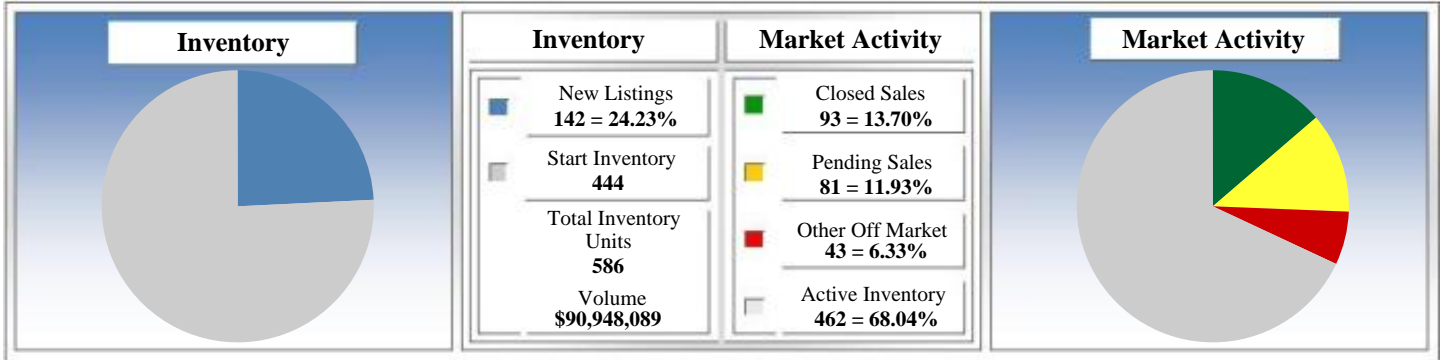 Inventory
Inventory
Market Activity
New Listings
142 = 24.23%
Start Inventory
444
Total Inventory
Units
586
Volume
$90,948,089
Closed Sales
93 = 13.70%
Pending Sales
81 = 11.93%
Other Off Market
43 = 6.33%
Active Inventory
462 = 68.04%
Market Activity